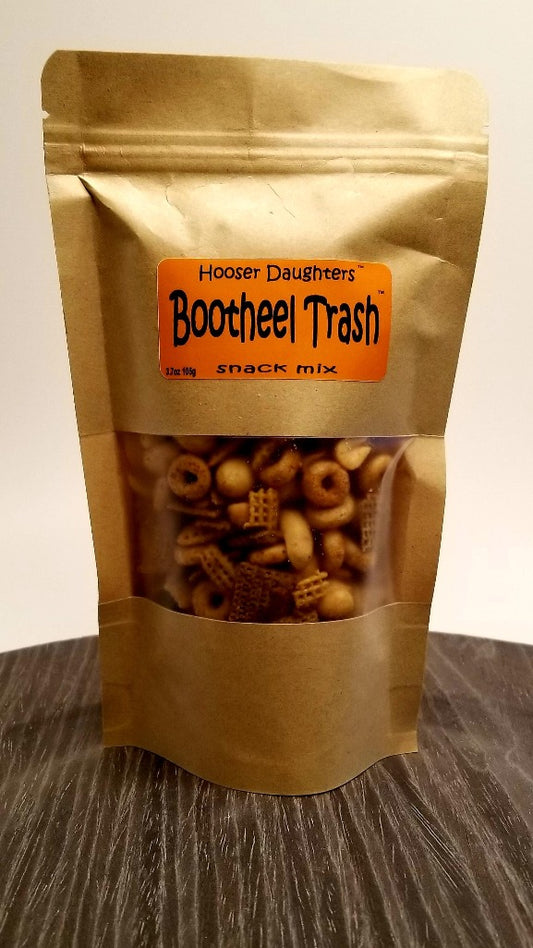 Hooser Daughters™
Bootheel Trash™
3.7oz 105g snack mix